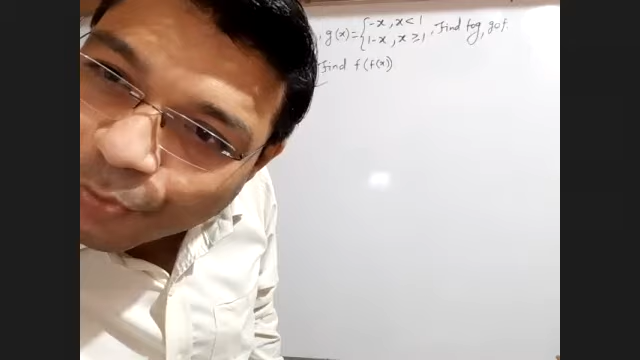 , g(x) = { -x, x < 1
1-x, x ≥ 1 . Find fog, gof.
Find f(f(x))